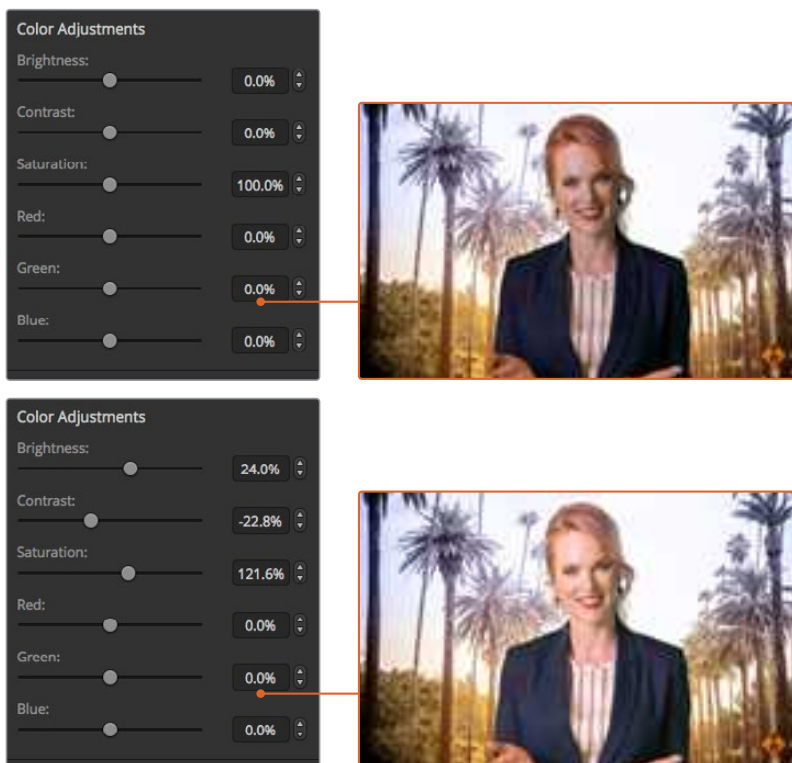 Color Adjustments
Brightness:
0.0%
Contrast:
0.0%
Saturation:
100.0%
Red:
0.0%
Green:
0.0%
Blue:
0.0%
Color Adjustments
Brightness:
24.0%
Contrast:
-22.8%
Saturation:
121.6%
Red:
0.0%
Green:
0.0%
Blue:
0.0%